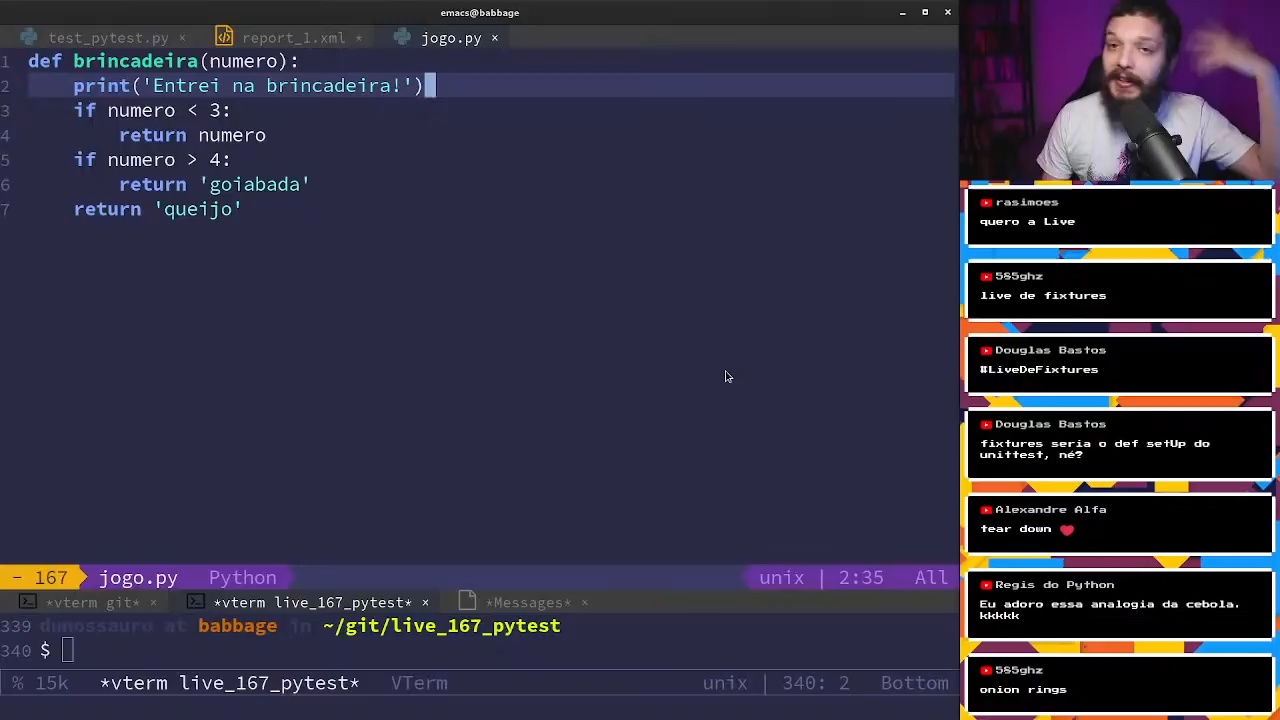 emacs@babbage
test_pytest.py ×
report_1.xml ×
jogo.py ×
1 def brincadeira(numero):
2 print('Entrei na brincadeira!')
3 if numero < 3:
4 return numero
5 if numero > 4:
6 return 'goiabada'
7 return 'queijo'
- 167 jogo.py Python unix | 2:35 All
*vterm git* × *vterm live_167_pytest* × *Messages* ×
339 dunossauro at babbage in ~/git/live_167_pytest
340 $
% 15k *vterm live_167_pytest* VTerm unix | 340: 2 Bottom
rasimoes
quero a Live
585ghz
live de fixtures
Douglas Bastos
#LiveDeFixtures
Douglas Bastos
fixtures seria o def setUp do
unittest, né?
Alexandre Alfa
tear down ❤
Regis do Python
Eu adoro essa analogia da cebola.
kkkkk
585ghz
onion rings